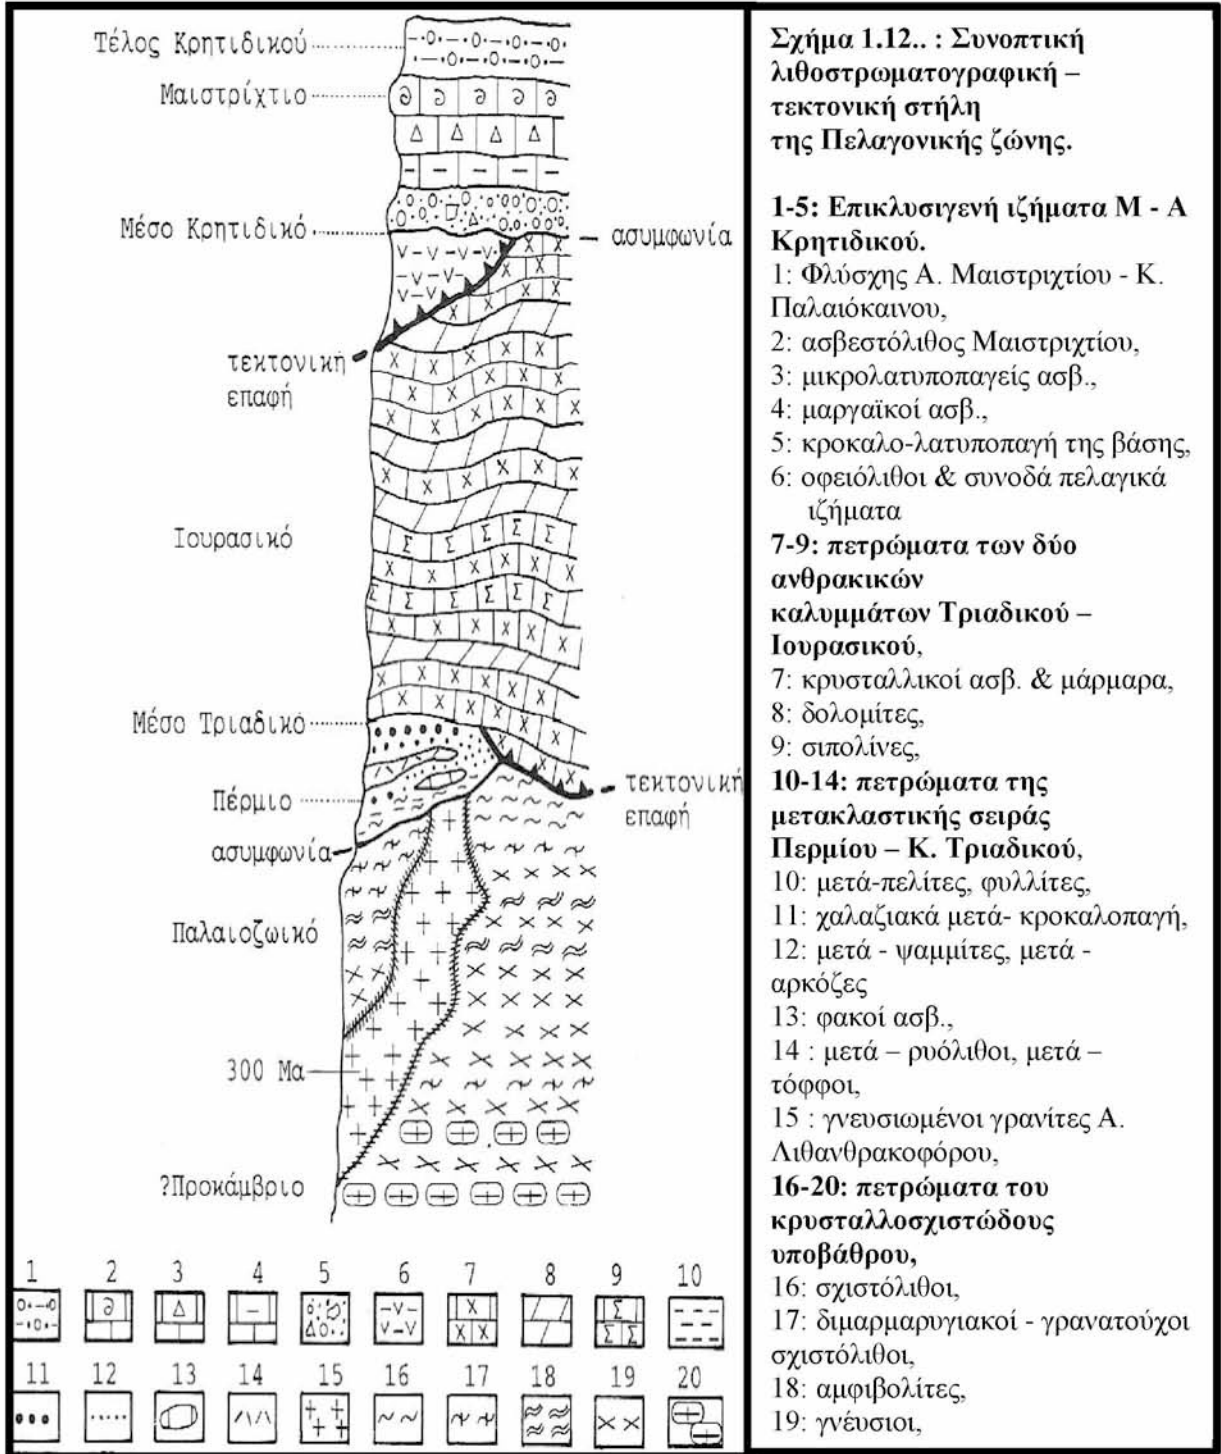 Τέλος Κρητιδικού
Μαιστρίχτιο
Μέσο Κρητιδικό
ασυμφωνία
τεκτονική
επαφή
Ιουρασικό
Μέσο Τριαδικό
Πέρμιο
τεκτονική
επαφή
ασυμφωνία
Παλαιοζωικό
300 Μα
?Προκάμβριο
1 2 3 4 5 6 7 8 9 10
11 12 13 14 15 16 17 18 19 20
Σχήμα 1.12.. : Συνοπτική
λιθοστρωματογραφική –
τεκτονική στήλη
της Πελαγονικής ζώνης.
1-5: Επικλυσιγενή ιζήματα Μ - Α
Κρητιδικού.
1: Φλύσχης Α. Μαιστριχτίου - Κ.
Παλαιόκαινου,
2: ασβεστόλιθος Μαιστριχτίου,
3: μικρολατυποπαγείς ασβ.,
4: μαργαϊκοί ασβ.,
5: κροκαλο-λατυποπαγή της βάσης,
6: οφειόλιθοι & συνοδά πελαγικά
ιζήματα
7-9: πετρώματα των δύο
ανθρακικών
καλυμμάτων Τριαδικού –
Ιουρασικού,
7: κρυσταλλικοί ασβ. & μάρμαρα,
8: δολομίτες,
9: σιπολίνες,
10-14: πετρώματα της
μετακλαστικής σειράς
Περμίου – Κ. Τριαδικού,
10: μετά-πελίτες, φυλλίτες,
11: χαλαζιακά μετά- κροκαλοπαγή,
12: μετά - ψαμμίτες, μετά -
αρκόζες
13: φακοί ασβ.,
14 : μετά – ρυόλιθοι, μετά –
τόφφοι,
15 : γνευσιωμένοι γρανίτες Α.
Λιθανθρακοφόρου,
16-20: πετρώματα του
κρυσταλλοσχιστώδους
υποβάθρου,
16: σχιστόλιθοι,
17: διμαρμαρυγιακοί - γρανατούχοι
σχιστόλιθοι,
18: αμφιβολίτες,
19: γνέυσιοι,